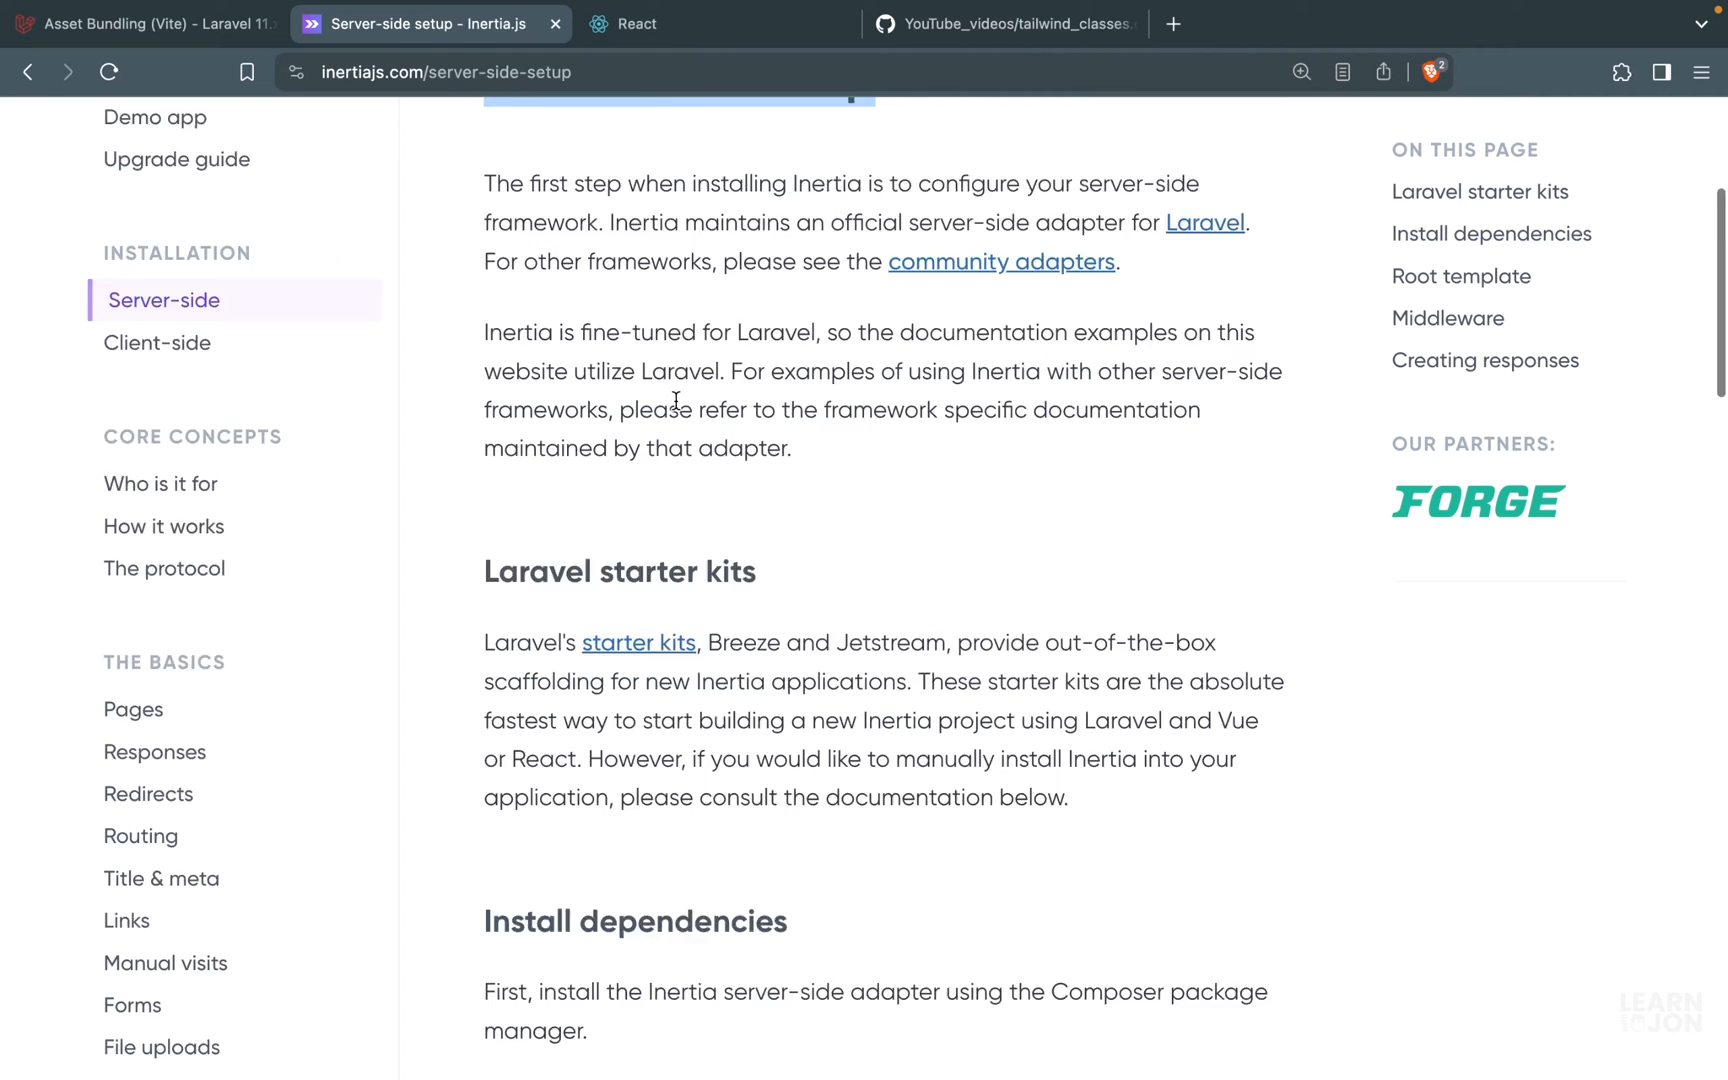 Asset Bundling (Vite) - Laravel 11.
Server-side setup - Inertia.js
React
YouTube_videos/tailwind_classes.
inertiajs.com/server-side-setup
2
Demo app
Upgrade guide
INSTALLATION
Server-side
Client-side
CORE CONCEPTS
Who is it for
How it works
The protocol
THE BASICS
Pages
Responses
Redirects
Routing
Title & meta
Links
Manual visits
Forms
File uploads
The first step when installing Inertia is to configure your server-side
framework. Inertia maintains an official server-side adapter for Laravel.
For other frameworks, please see the community adapters.
Inertia is fine-tuned for Laravel, so the documentation examples on this
website utilize Laravel. For examples of using Inertia with other server-side
frameworks, please refer to the framework specific documentation
maintained by that adapter.
Laravel starter kits
Laravel's starter kits, Breeze and Jetstream, provide out-of-the-box
scaffolding for new Inertia applications. These starter kits are the absolute
fastest way to start building a new Inertia project using Laravel and Vue
or React. However, if you would like to manually install Inertia into your
application, please consult the documentation below.
Install dependencies
First, install the Inertia server-side adapter using the Composer package
manager.
ON THIS PAGE
Laravel starter kits
Install dependencies
Root template
Middleware
Creating responses
OUR PARTNERS:
FORGE
LEARN
JON